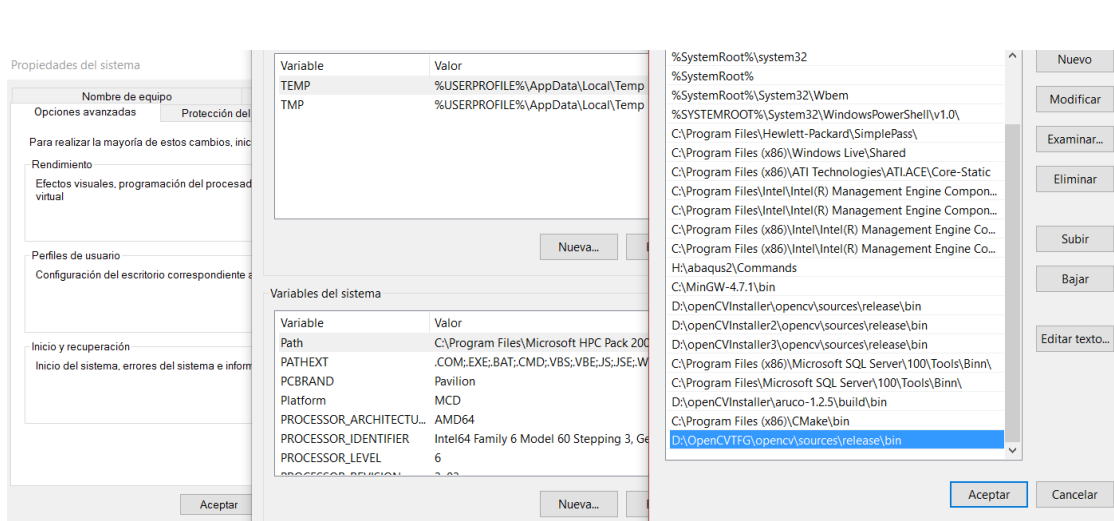 Propiedades del sistema
Nombre de equipo
Opciones avanzadas
Protección del
Para realizar la mayoría de estos cambios, inic
Rendimiento
Efectos visuales, programación del procesad
virtual
Perfiles de usuario
Configuración del escritorio correspondiente a
Inicio y recuperación
Inicio del sistema, errores del sistema e inform
Aceptar
Variable Valor
TEMP %USERPROFILE%\AppData\Local\Temp
TMP %USERPROFILE%\AppData\Local\Temp
Nueva...
Variables del sistema
Variable Valor
Path C:\Program Files\Microsoft HPC Pack 200
PATHEXT .COM;.EXE;.BAT;.CMD;.VBS;.VBE;.JS;.JSE;.W
PCBRAND Pavilion
Platform MCD
PROCESSOR_ARCHITECTU... AMD64
PROCESSOR_IDENTIFIER Intel64 Family 6 Model 60 Stepping 3, Ge
PROCESSOR_LEVEL 6
Nueva...
%SystemRoot%\system32
%SystemRoot%
%SystemRoot%\System32\Wbem
%SYSTEMROOT%\System32\WindowsPowerShell\v1.0\
C:\Program Files\Hewlett-Packard\SimplePass\
C:\Program Files (x86)\Windows Live\Shared
C:\Program Files (x86)\ATI Technologies\ATI.ACE\Core-Static
C:\Program Files\Intel\Intel(R) Management Engine Compon...
C:\Program Files\Intel\Intel(R) Management Engine Compon...
C:\Program Files (x86)\Intel\Intel(R) Management Engine Co...
C:\Program Files (x86)\Intel\Intel(R) Management Engine Co...
H:\abaqus2\Commands
C:\MinGW-4.7.1\bin
D:\openCVInstaller\opencv\sources\release\bin
D:\openCVInstaller2\opencv\sources\release\bin
D:\openCVInstaller3\opencv\sources\release\bin
C:\Program Files (x86)\Microsoft SQL Server\100\Tools\Binn\
C:\Program Files\Microsoft SQL Server\100\Tools\Binn\
D:\openCVInstaller\aruco-1.2.5\build\bin
C:\Program Files (x86)\CMake\bin
D:\OpenCVTFG\opencv\sources\release\bin
Nuevo
Modificar
Examinar...
Eliminar
Subir
Bajar
Editar texto...
Aceptar
Cancelar